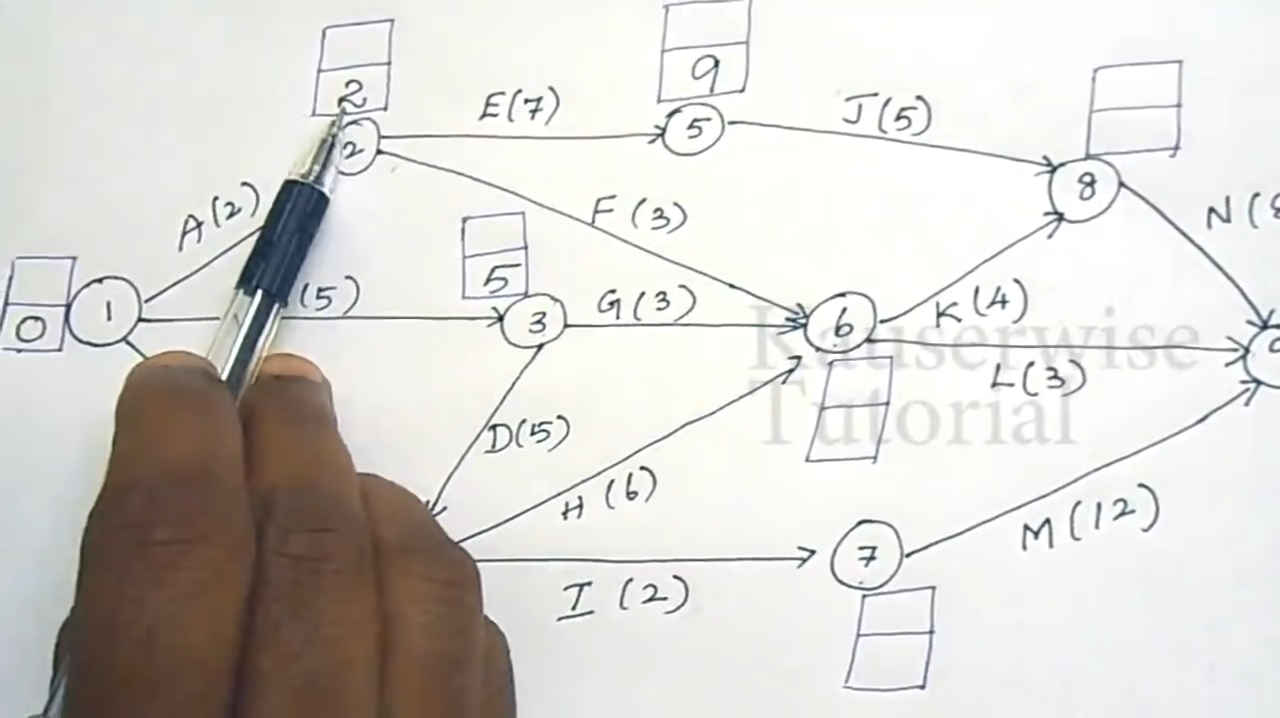 2
9
E(7)
5
J(5)
2
8
A(2)
F(3)
N(
5
0
1
(5)
3
G(3)
6
K(4)
Kauserwise
L(3)
Tutorial
D(5)
H(6)
M(12)
7
I(2)